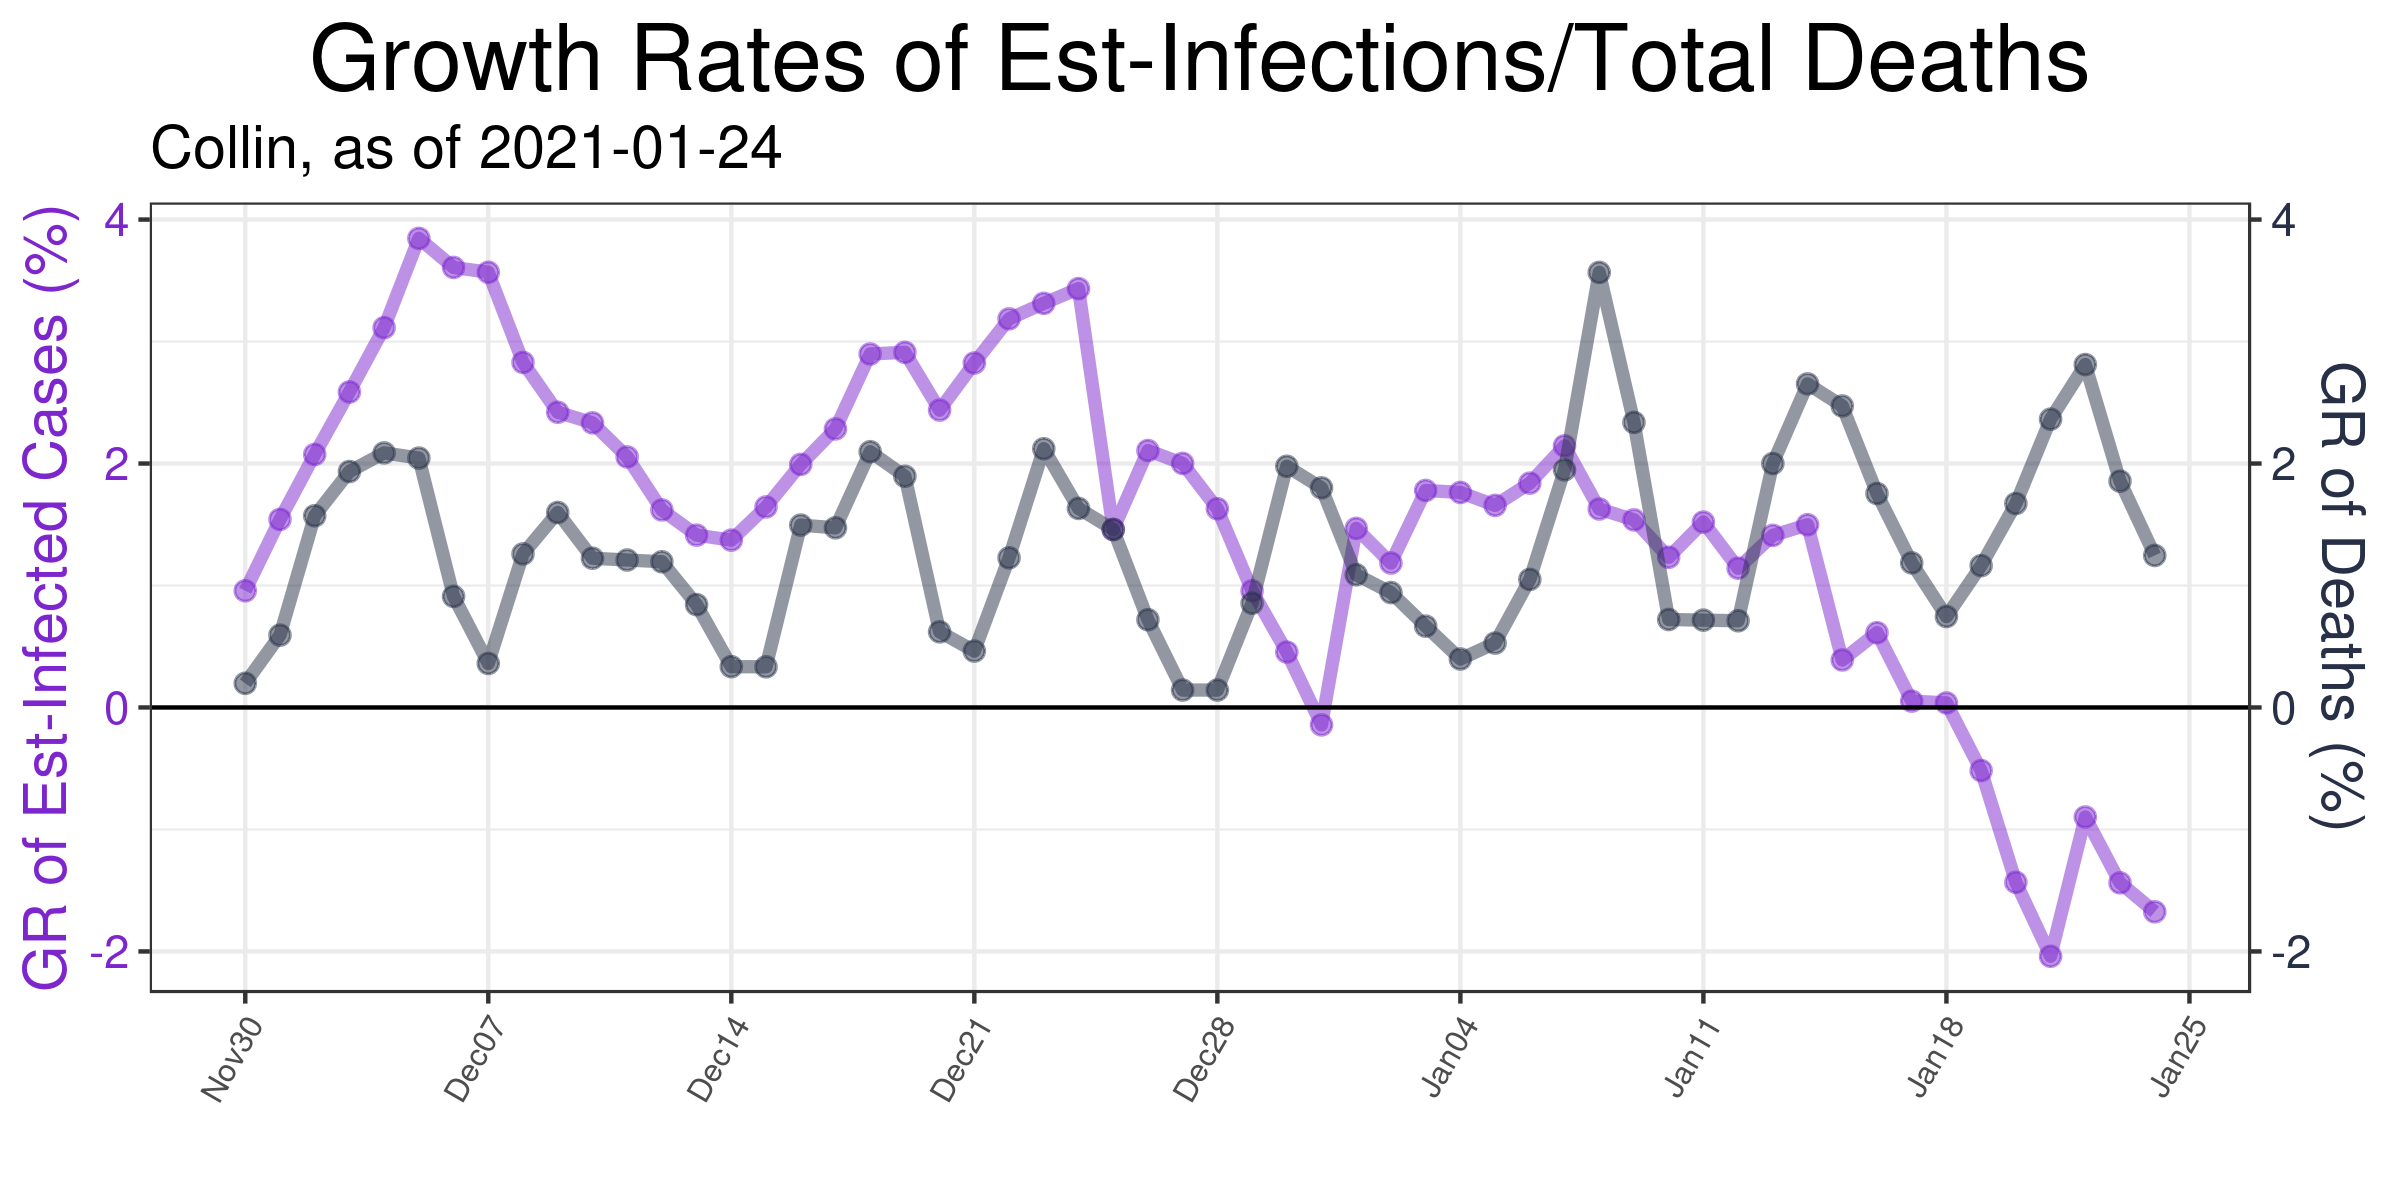 Growth Rates of Est-Infections/Total Deaths
Collin, as of 2021-01-24
GR of Est-Infected Cases (%)
4
2
0
-2
4
2
0
-2
GR of Deaths (%)
Nov30
Dec07
Dec14
Dec21
Dec28
Jan04
Jan11
Jan18
Jan25